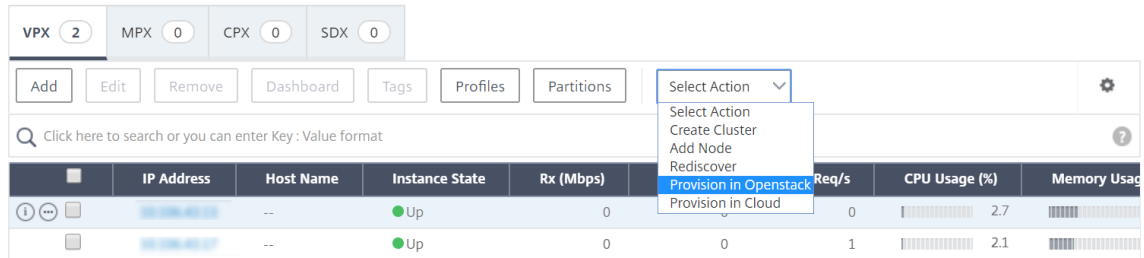 VPX 2 MPX 0 CPX 0 SDX 0
Add Edit Remove Dashboard Tags Profiles Partitions Select Action
Select Action
Create Cluster
Add Node
Rediscover
Provision in Openstack
Provision in Cloud
Click here to search or you can enter Key : Value format ?
IP Address Host Name Instance State Rx (Mbps) Req/s CPU Usage (%) Memory Usag
-- Up 0 0 2.7
-- Up 0 0 1 2.1